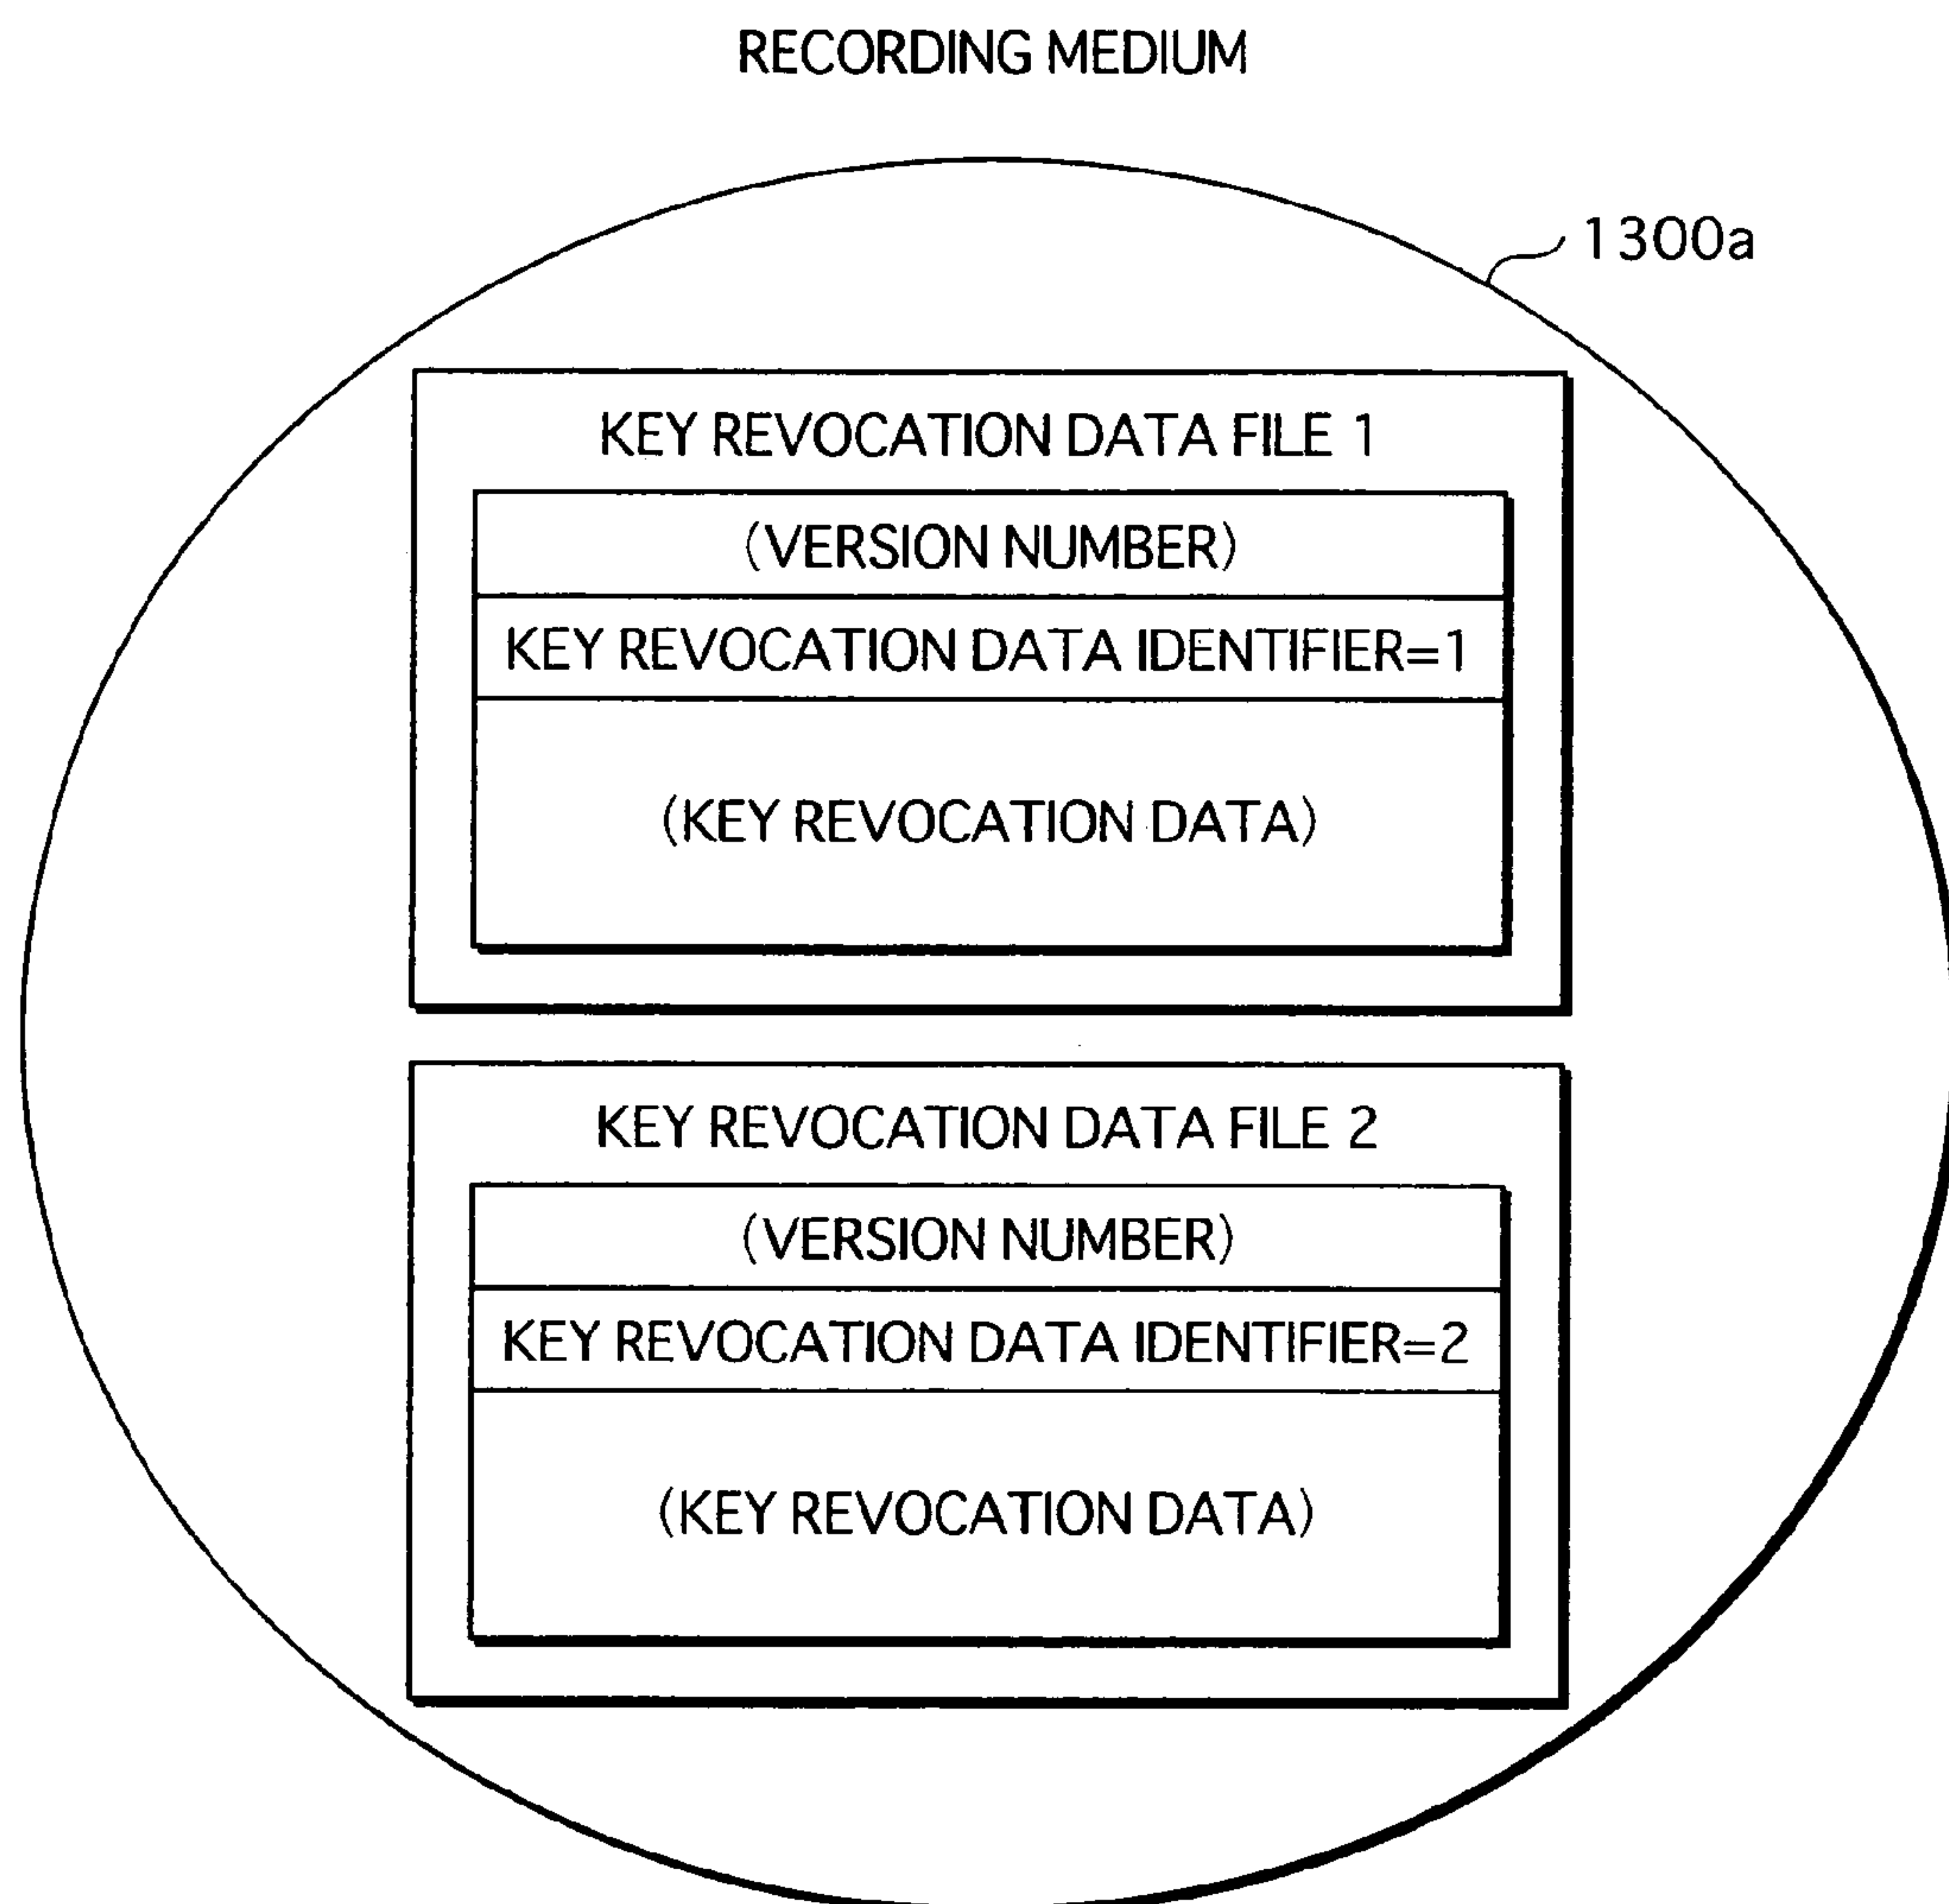 RECORDING MEDIUM
1300a
KEY REVOCATION DATA FILE 1
(VERSION NUMBER)
KEY REVOCATION DATA IDENTIFIER=1
(KEY REVOCATION DATA)
KEY REVOCATION DATA FILE 2
(VERSION NUMBER)
KEY REVOCATION DATA IDENTIFIER=2
(KEY REVOCATION DATA)